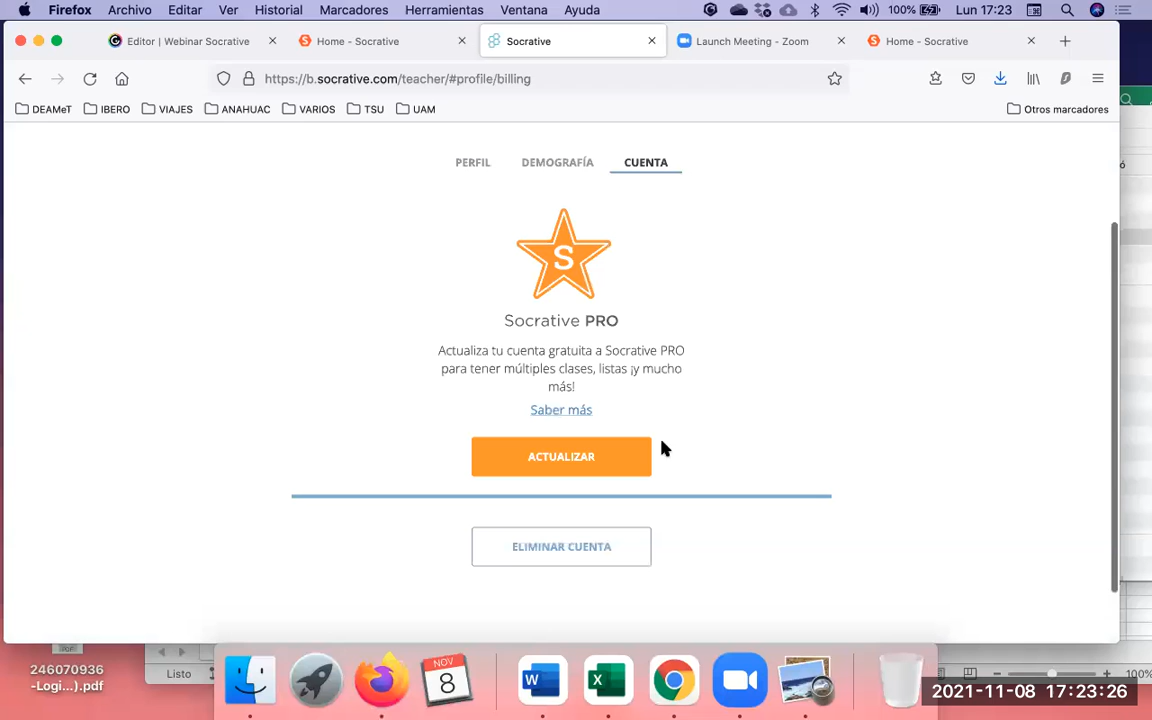 Firefox Archivo Editar Ver Historial Marcadores Herramientas Ventana Ayuda 100% Lun 17:23
Editor | Webinar Socrative Home - Socrative Socrative Launch Meeting - Zoom Home - Socrative
https://b.socrative.com/teacher/#profile/billing
DEAMeT IBERO VIAJES ANAHUAC VARIOS TSU UAM Otros marcadores
PERFIL DEMOGRAFÍA CUENTA
S
Socrative PRO
Actualiza tu cuenta gratuita a Socrative PRO
para tener múltiples clases, listas ¡y mucho
más!
Saber más
ACTUALIZAR
ELIMINAR CUENTA
246070936
-Logi...).pdf
Listo
NOV
8
W
X
100%
2021-11-08 17:23:26